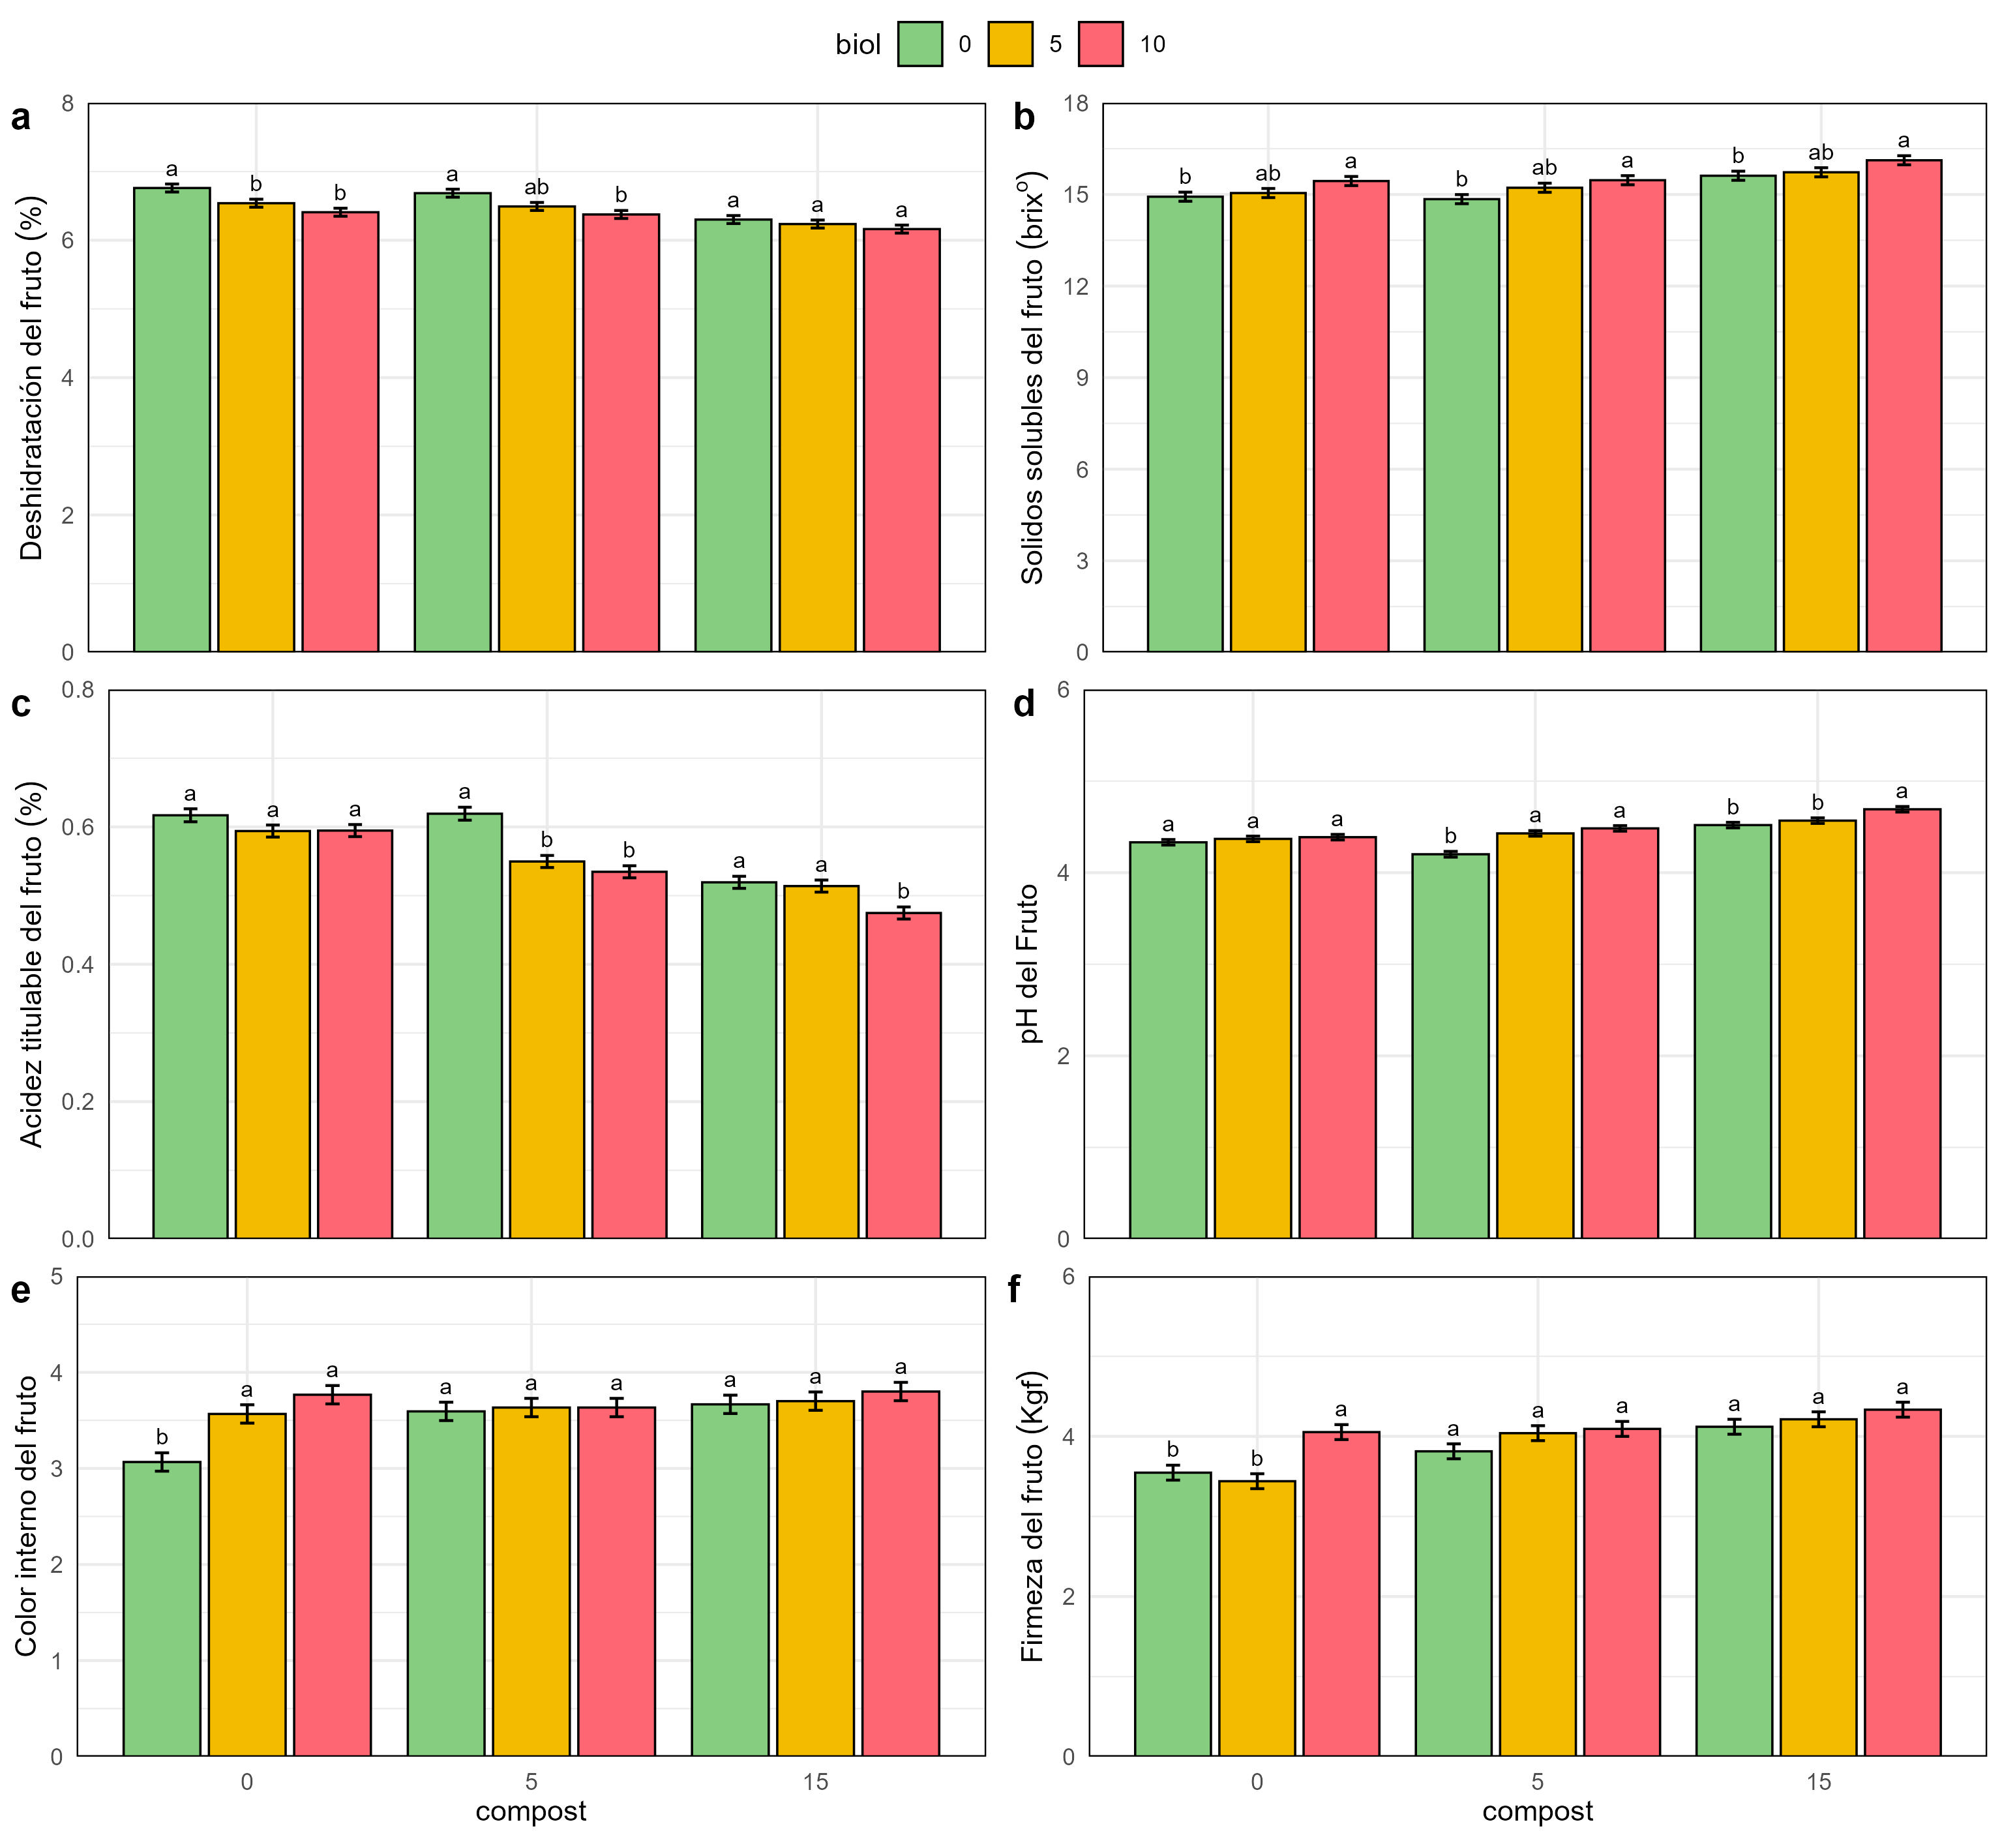 biol 0 5 10
a
Deshidratación del fruto (%)
8
6
4
2
0
a b b a ab b a a a
b
Solidos solubles del fruto (brixº)
18
15
12
9
6
3
0
b ab a b ab a b ab a
c
Acidez titulable del fruto (%)
0.8
0.6
0.4
0.2
0.0
a a a a b b a a b
d
pH del Fruto
6
4
2
0
a a a b a a b b a
e
Color interno del fruto
5
4
3
2
1
0
b a a a a a a a a
0 5 15
compost
f
Firmeza del fruto (Kgf)
6
4
2
0
b b a a a a a a a
0 5 15
compost